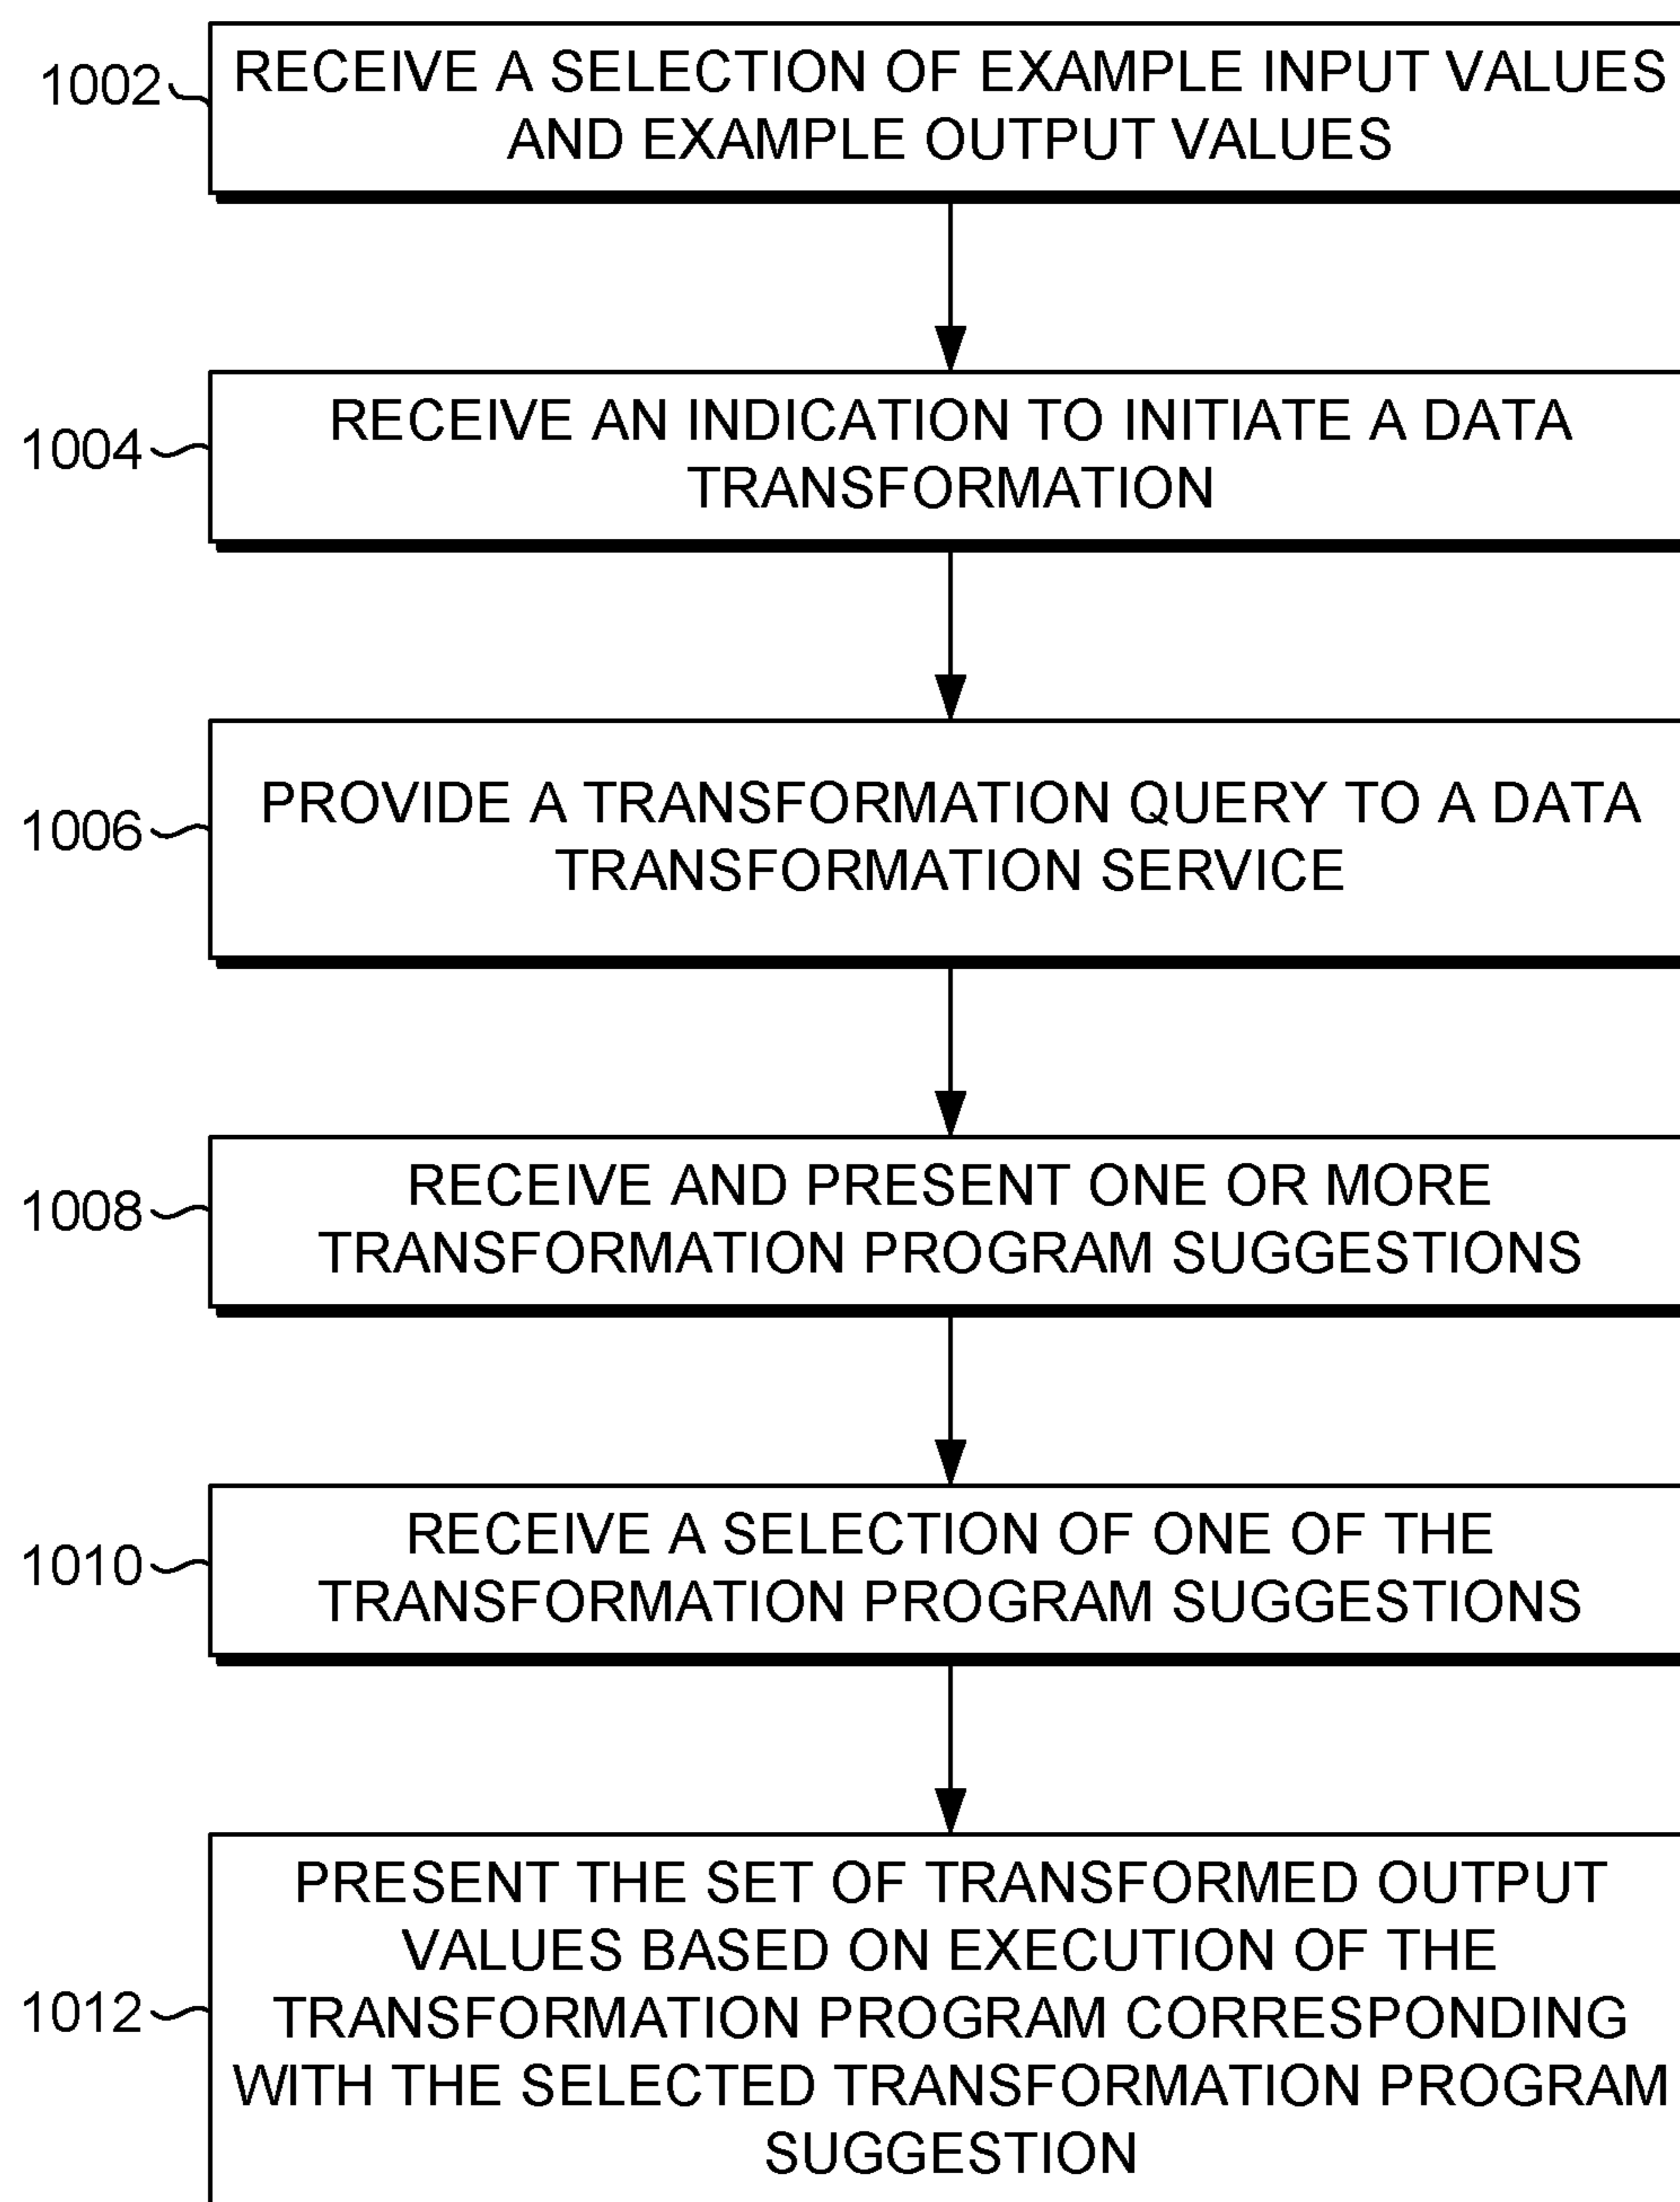 1002
RECEIVE A SELECTION OF EXAMPLE INPUT VALUES
AND EXAMPLE OUTPUT VALUES
1004
RECEIVE AN INDICATION TO INITIATE A DATA
TRANSFORMATION
1006
PROVIDE A TRANSFORMATION QUERY TO A DATA
TRANSFORMATION SERVICE
1008
RECEIVE AND PRESENT ONE OR MORE
TRANSFORMATION PROGRAM SUGGESTIONS
1010
RECEIVE A SELECTION OF ONE OF THE
TRANSFORMATION PROGRAM SUGGESTIONS
1012
PRESENT THE SET OF TRANSFORMED OUTPUT
VALUES BASED ON EXECUTION OF THE
TRANSFORMATION PROGRAM CORRESPONDING
WITH THE SELECTED TRANSFORMATION PROGRAM
SUGGESTION